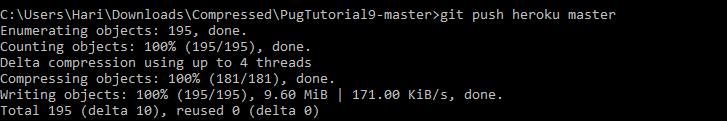 C:\Users\Hari\Downloads\Compressed\PugTutorial9-master>git push heroku master
Enumerating objects: 195, done.
Counting objects: 100% (195/195), done.
Delta compression using up to 4 threads
Compressing objects: 100% (181/181), done.
Writing objects: 100% (195/195), 9.60 MiB | 171.00 KiB/s, done.
Total 195 (delta 10), reused 0 (delta 0)